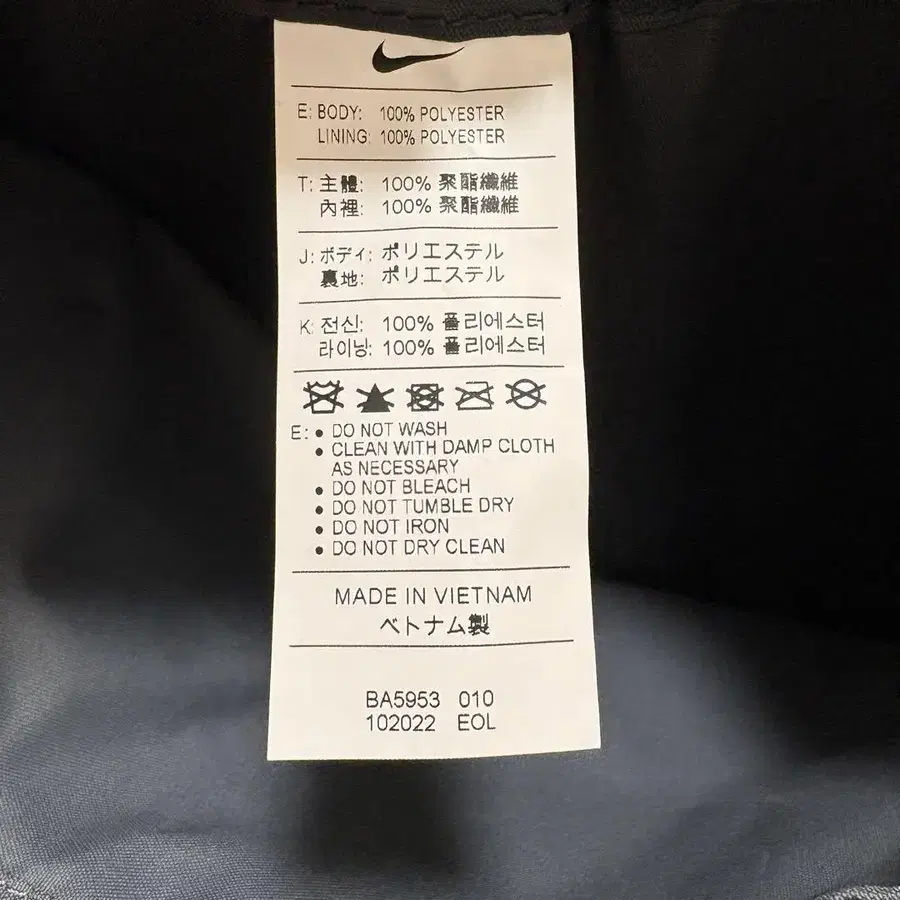 E: BODY: 100% POLYESTER
LINING: 100% POLYESTER
T: 主體: 100% 聚酯纖維
內裡: 100% 聚酯纖維
J: ボディ: ポリエステル
裏地: ポリエステル
K: 전신: 100% 폴리에스터
라이닝: 100% 폴리에스터
E: • DO NOT WASH
• CLEAN WITH DAMP CLOTH
AS NECESSARY
• DO NOT BLEACH
• DO NOT TUMBLE DRY
• DO NOT IRON
• DO NOT DRY CLEAN
MADE IN VIETNAM
ベトナム製
BA5953 010
102022 EOL